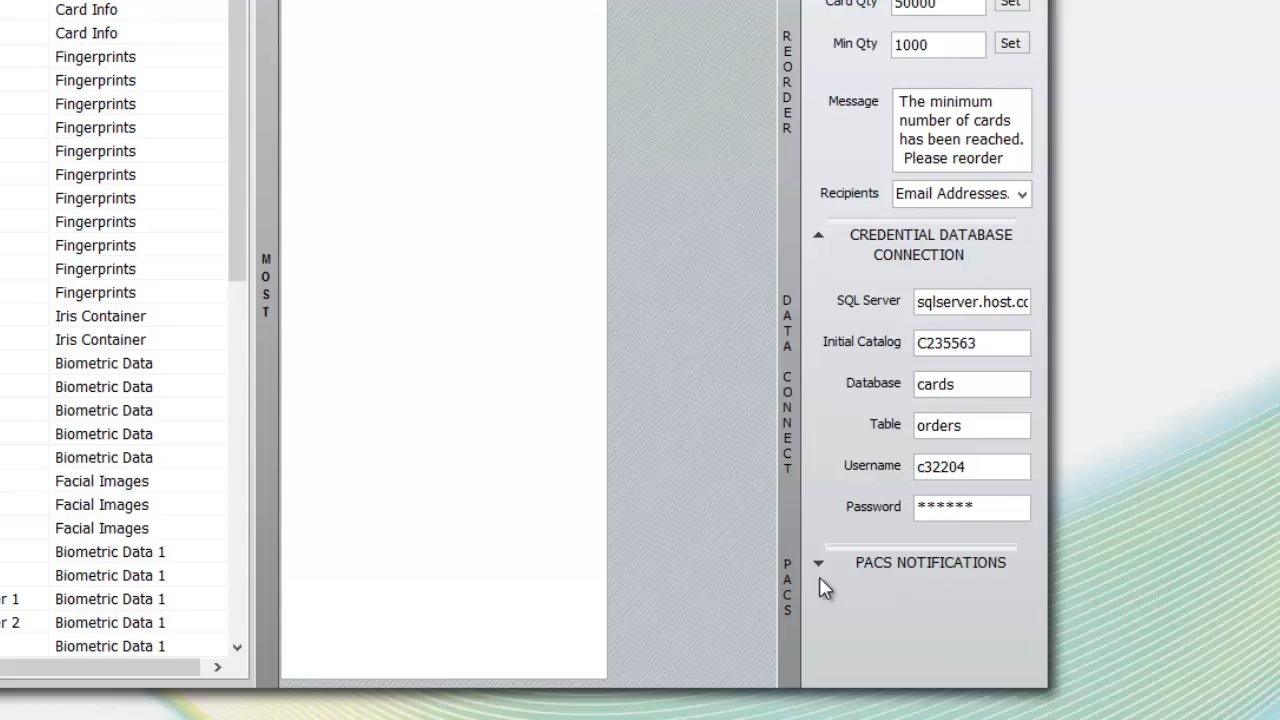 Card Info
Card Info
Fingerprints
Fingerprints
Fingerprints
Fingerprints
Fingerprints
Fingerprints
Fingerprints
Fingerprints
Fingerprints
Fingerprints
Fingerprints
Iris Container
Iris Container
Biometric Data
Biometric Data
Biometric Data
Biometric Data
Biometric Data
Facial Images
Facial Images
Facial Images
Biometric Data 1
Biometric Data 1
er 1 Biometric Data 1
er 2 Biometric Data 1
Biometric Data 1
MOST
REORDER
DATA CONNECT
PACS
Card Qty 50000 Set
Min Qty 1000 Set
Message
The minimum
number of cards
has been reached.
Please reorder
Recipients Email Addresses.
CREDENTIAL DATABASE
CONNECTION
SQL Server sqlserver.host.co
Initial Catalog C235563
Database cards
Table orders
Username c32204
Password ******
PACS NOTIFICATIONS